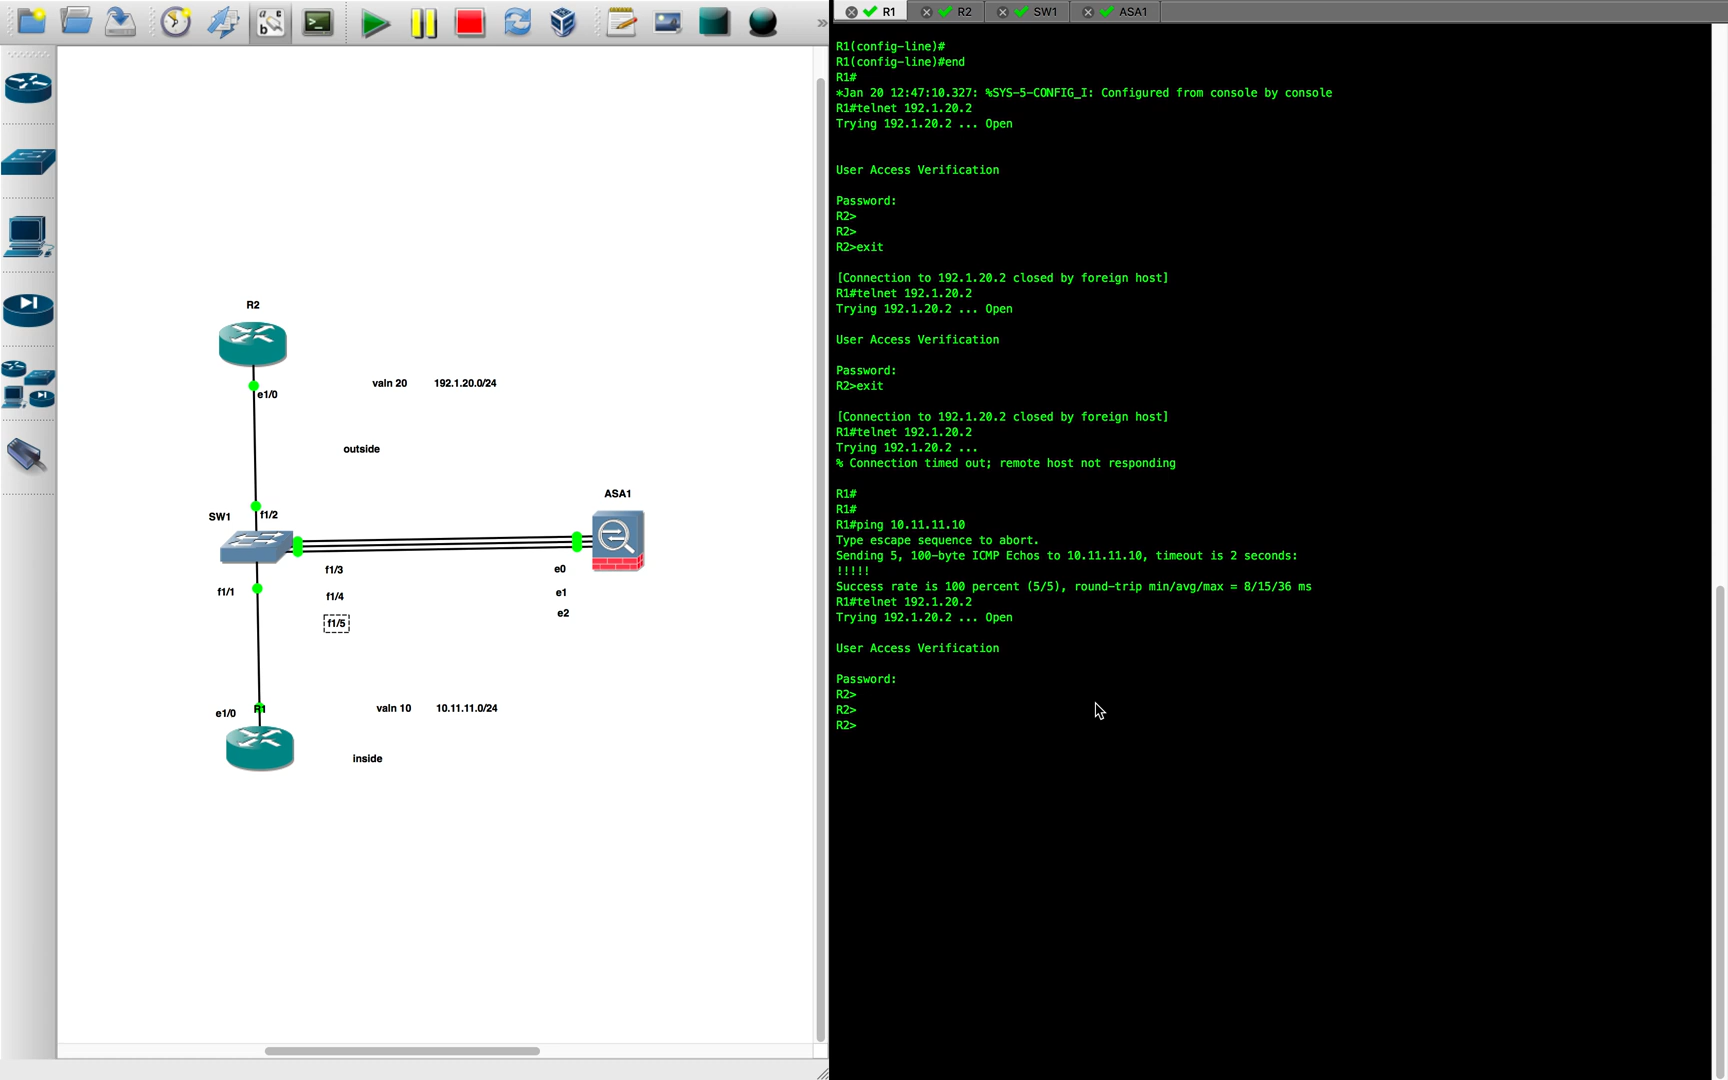 R2
e1/0
valn 20 192.1.20.0/24
outside
ASA1
SW1
f1/2
f1/3
e0
f1/1
f1/4
e1
f1/5
e2
e1/0
R1
valn 10 10.11.11.0/24
inside
R1 R2 SW1 ASA1
R1(config-line)#
R1(config-line)#end
R1#
*Jan 20 12:47:10.327: %SYS-5-CONFIG_I: Configured from console by console
R1#telnet 192.1.20.2
Trying 192.1.20.2 ... Open
User Access Verification
Password:
R2>
R2>
R2>exit
[Connection to 192.1.20.2 closed by foreign host]
R1#telnet 192.1.20.2
Trying 192.1.20.2 ... Open
User Access Verification
Password:
R2>exit
[Connection to 192.1.20.2 closed by foreign host]
R1#telnet 192.1.20.2
Trying 192.1.20.2 ...
% Connection timed out; remote host not responding
R1#
R1#
R1#ping 10.11.11.10
Type escape sequence to abort.
Sending 5, 100-byte ICMP Echos to 10.11.11.10, timeout is 2 seconds:
!!!!!
Success rate is 100 percent (5/5), round-trip min/avg/max = 8/15/36 ms
R1#telnet 192.1.20.2
Trying 192.1.20.2 ... Open
User Access Verification
Password:
R2>
R2>
R2>